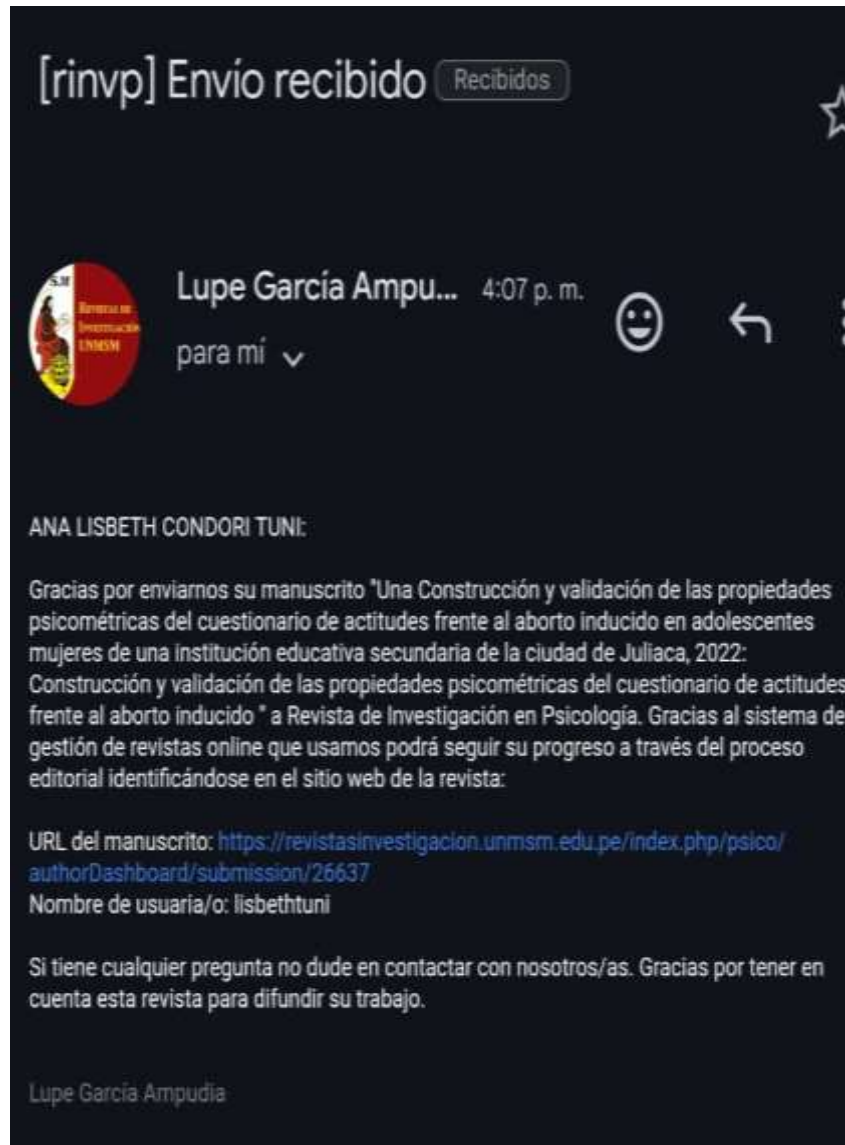 [rinvp] Envío recibido Recibidos
Lupe García Ampu... 4:07 p. m.
para mí
S.M
REVISTAS DE
INVESTIGACIÓN
UNMSM
ANA LISBETH CONDORI TUNI:
Gracias por enviarnos su manuscrito "Una Construcción y validación de las propiedades
psicométricas del cuestionario de actitudes frente al aborto inducido en adolescentes
mujeres de una institución educativa secundaria de la ciudad de Juliaca, 2022:
Construcción y validación de las propiedades psicométricas del cuestionario de actitudes
frente al aborto inducido " a Revista de Investigación en Psicología. Gracias al sistema de
gestión de revistas online que usamos podrá seguir su progreso a través del proceso
editorial identificándose en el sitio web de la revista:
URL del manuscrito: https://revistasinvestigacion.unmsm.edu.pe/index.php/psico/
authorDashboard/submission/26637
Nombre de usuaria/o: lisbethtuni
Si tiene cualquier pregunta no dude en contactar con nosotros/as. Gracias por tener en
cuenta esta revista para difundir su trabajo.
Lupe García Ampudia